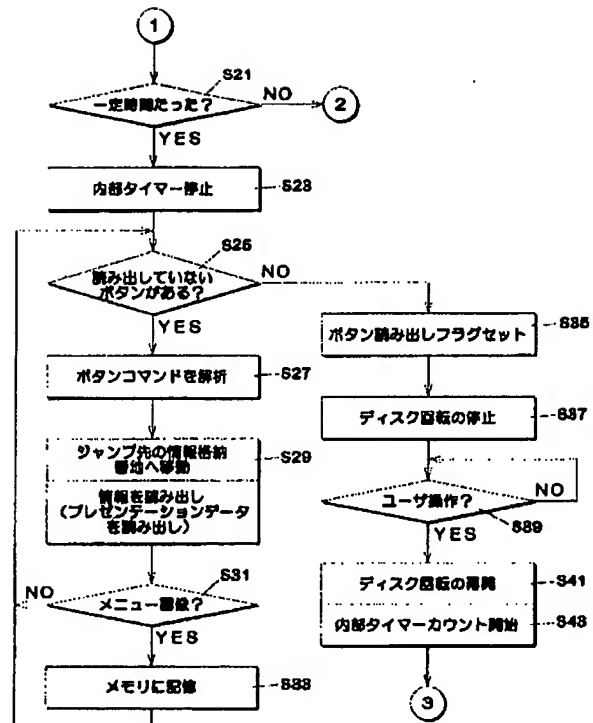 1
S21
一定時間たった?
NO
2
YES
内部タイマー停止
S23
S25
読み出していない
ボタンがある?
NO
YES
ボタンコマンドを解析
S27
ジャンプ先の情報格納
番地へ移動
S29
情報を読み出し
(プレゼンテーションデータ
を読み出し)
S31
NO
メニュー画像?
YES
メモリに記憶
S33
ボタン読み出しフラグセット
S35
ディスク回転の停止
S37
ユーザ操作?
NO
S39
YES
ディスク回転の再開
S41
内部タイマーカウント開始
S43
3